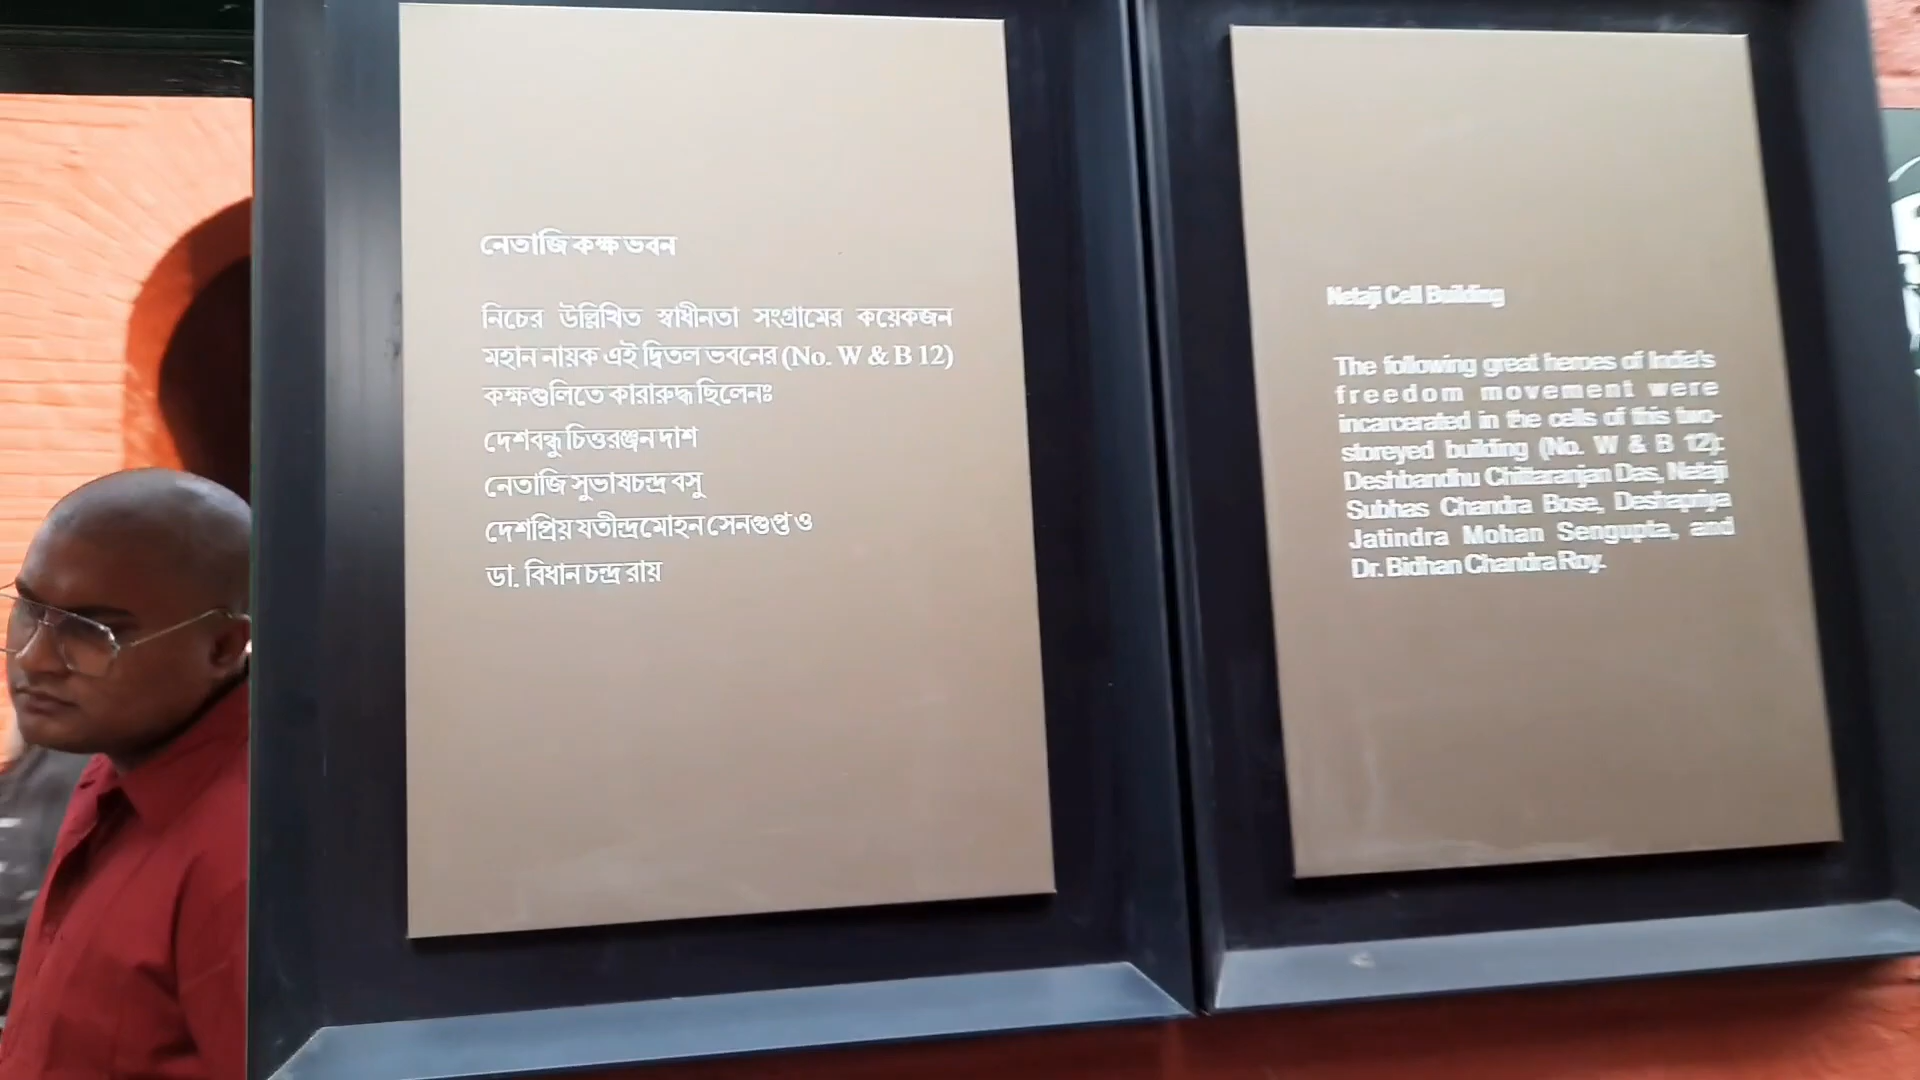 নেতাজি কক্ষ ভবন
নিচের উল্লিখিত স্বাধীনতা সংগ্রামের কয়েকজন
মহান নায়ক এই দ্বিতল ভবনের (No. W & B 12)
কক্ষগুলিতে কারারুদ্ধ ছিলেনঃ
দেশবন্ধু চিত্তরঞ্জন দাশ
নেতাজি সুভাষচন্দ্র বসু
দেশপ্রিয় যতীন্দ্রমোহন সেনগুপ্ত ও
ডা. বিধান চন্দ্র রায়
Netaji Cell Building
The following great heroes of India's
freedom movement were
incarcerated in the cells of this two-
storeyed building (No. W & B 12):
Deshbandhu Chittaranjan Das, Netaji
Subhas Chandra Bose, Deshapriya
Jatindra Mohan Sengupta, and
Dr. Bidhan Chandra Roy.